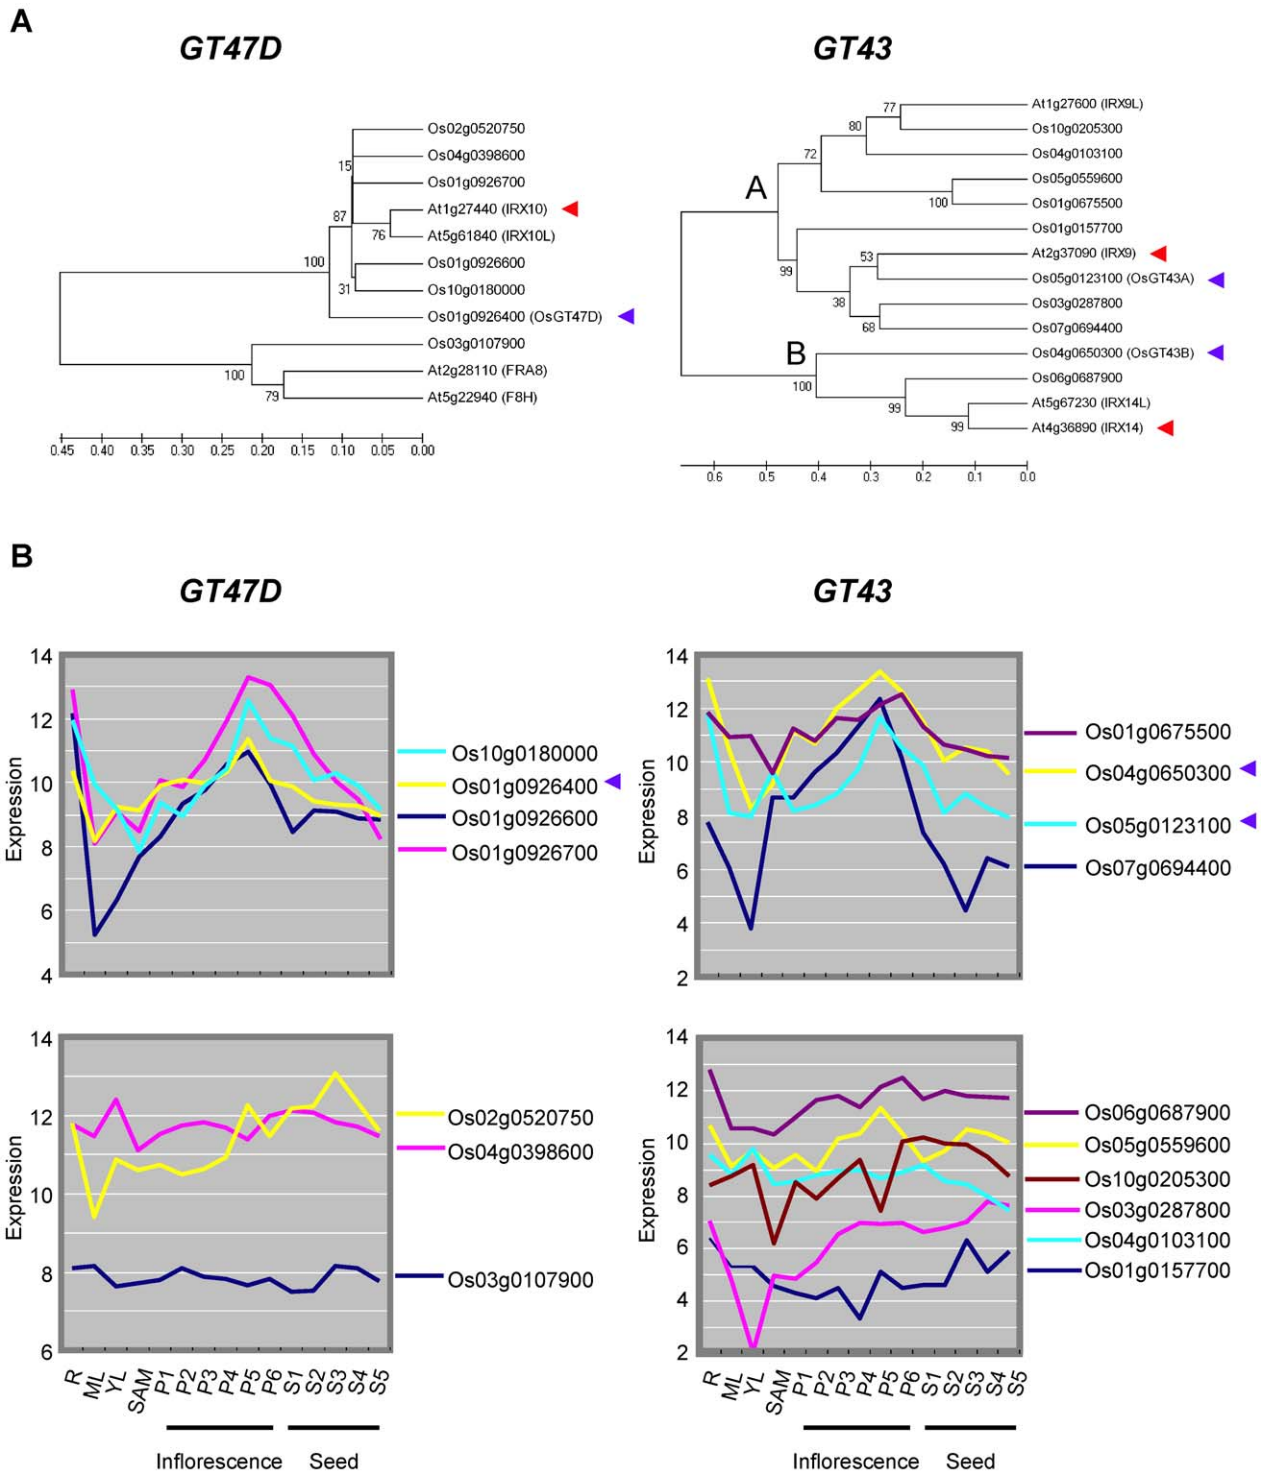 A
GT47D
GT43
Os02g0520750
Os04g0398600
Os01g0926700
At1g27440 (IRX10)
At5g61840 (IRX10L)
Os01g0926600
Os10g0180000
Os01g0926400 (OsGT47D)
Os03g0107900
At2g28110 (FRA8)
At5g22940 (F8H)
15
87
76
100
31
100
79
0.45 0.40 0.35 0.30 0.25 0.20 0.15 0.10 0.05 0.00
At1g27600 (IRX9L)
Os10g0205300
Os04g0103100
Os05g0559600
Os01g0675500
Os01g0157700
At2g37090 (IRX9)
Os05g0123100 (OsGT43A)
Os03g0287800
Os07g0694400
Os04g0650300 (OsGT43B)
Os06g0687900
At5g67230 (IRX14L)
At4g36890 (IRX14)
77
80
72
A
100
53
99
38
68
B
100
99
99
0.6 0.5 0.4 0.3 0.2 0.1 0.0
B
GT47D
GT43
Expression
14
12
10
8
6
4
Os10g0180000
Os01g0926400
Os01g0926600
Os01g0926700
Expression
14
12
10
8
6
4
2
Os01g0675500
Os04g0650300
Os05g0123100
Os07g0694400
Expression
14
12
10
8
6
Os02g0520750
Os04g0398600
Os03g0107900
R ML YL SAM P1 P2 P3 P4 P5 P6 S1 S2 S3 S4 S5
Inflorescence Seed
Expression
14
12
10
8
6
4
2
Os06g0687900
Os05g0559600
Os10g0205300
Os03g0287800
Os04g0103100
Os01g0157700
R ML YL SAM P1 P2 P3 P4 P5 P6 S1 S2 S3 S4 S5
Inflorescence Seed